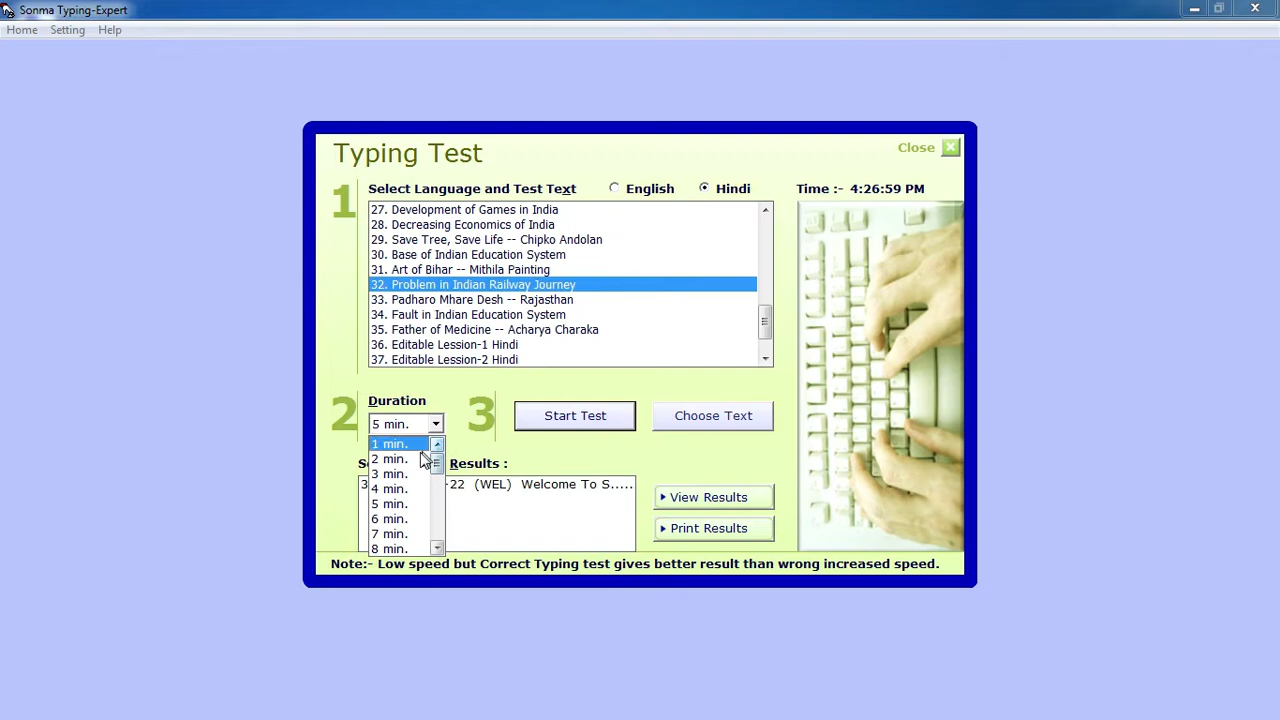 Sonma Typing-Expert
Home Setting Help
Typing Test
Close
1
Select Language and Test Text
English
Hindi
Time :- 4:26:59 PM
27. Development of Games in India
28. Decreasing Economics of India
29. Save Tree, Save Life -- Chipko Andolan
30. Base of Indian Education System
31. Art of Bihar -- Mithila Painting
32. Problem in Indian Railway Journey
33. Padharo Mhare Desh -- Rajasthan
34. Fault in Indian Education System
35. Father of Medicine -- Acharya Charaka
36. Editable Lession-1 Hindi
37. Editable Lession-2 Hindi
2
Duration
5 min.
3
Start Test
Choose Text
1 min.
2 min.
3 min.
4 min.
5 min.
6 min.
7 min.
8 min.
Results :
-22 (WEL) Welcome To S.....
View Results
Print Results
Note:- Low speed but Correct Typing test gives better result than wrong increased speed.